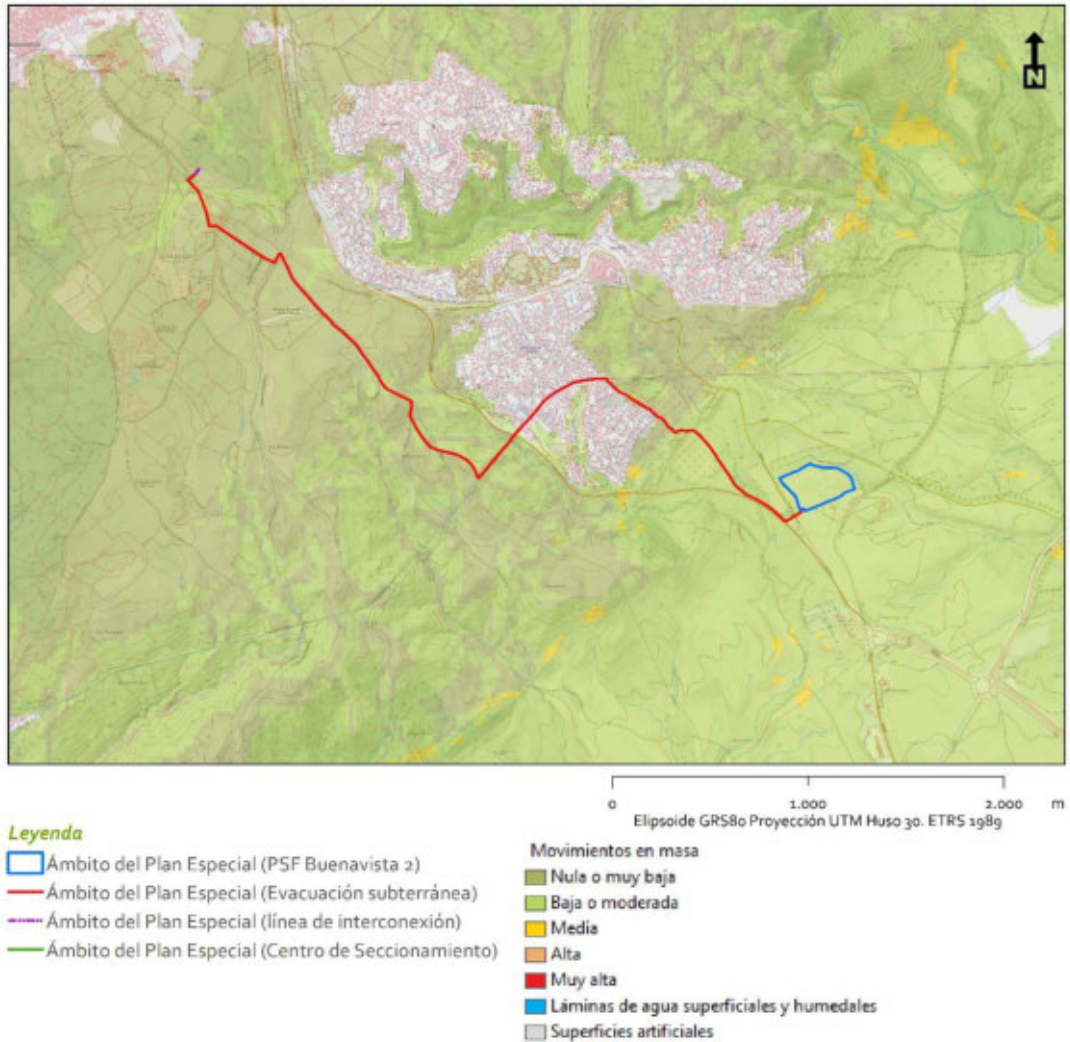 N
0 1.000 2.000 m
Elipsoide GRS80 Proyección UTM Huso 30. ETRS 1989
Leyenda
Ámbito del Plan Especial (PSF Buenavista 2)
Ámbito del Plan Especial (Evacuación subterránea)
Ámbito del Plan Especial (línea de interconexión)
Ámbito del Plan Especial (Centro de Seccionamiento)
Movimientos en masa
Nula o muy baja
Baja o moderada
Media
Alta
Muy alta
Láminas de agua superficiales y humedales
Superficies artificiales